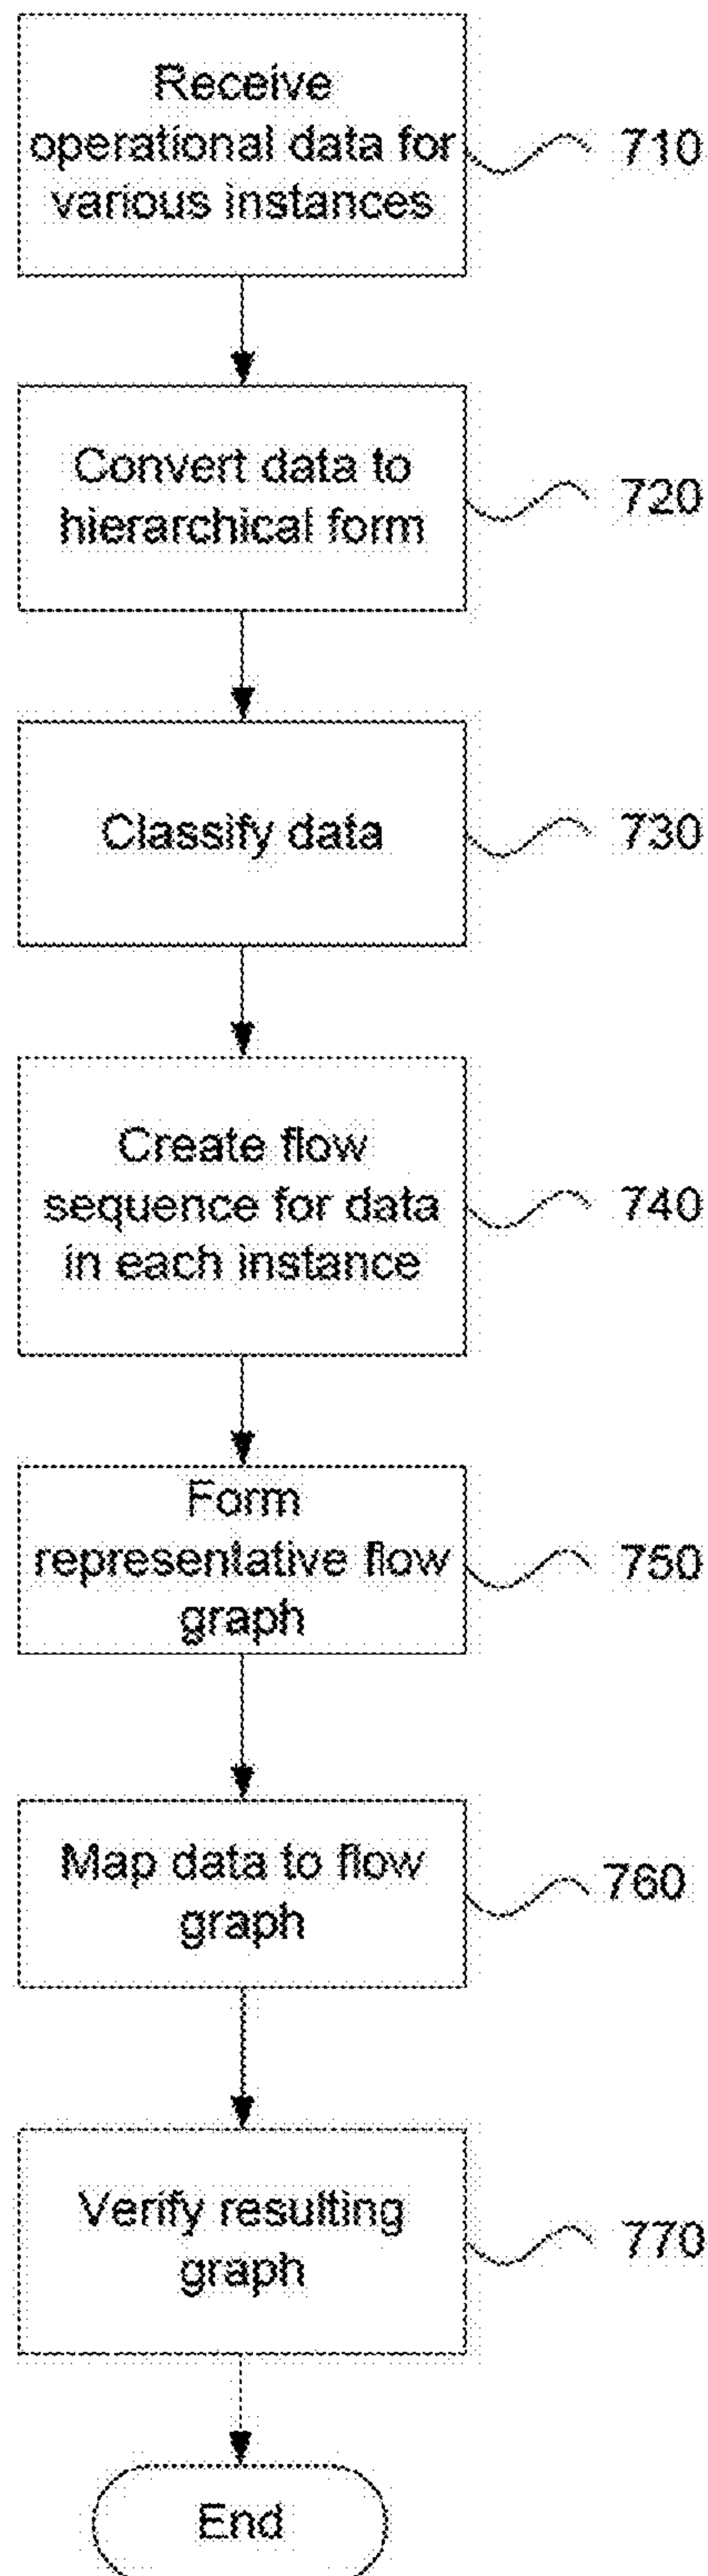 Receive
operational data for
various instances
710
Convert data to
hierarchical form
720
Classify data
730
Create flow
sequence for data
in each instance
740
Form
representative flow
graph
750
Map data to flow
graph
760
Verify resulting
graph
770
End